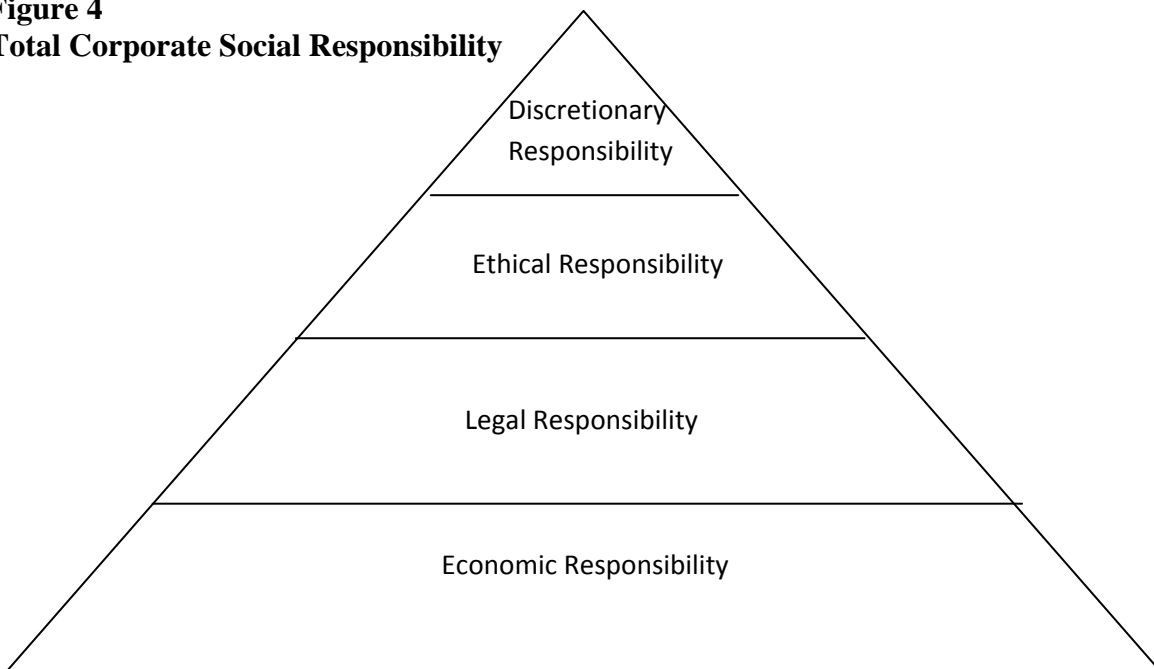 Figure 4
Total Corporate Social Responsibility
Discretionary
Responsibility
Ethical Responsibility
Legal Responsibility
Economic Responsibility